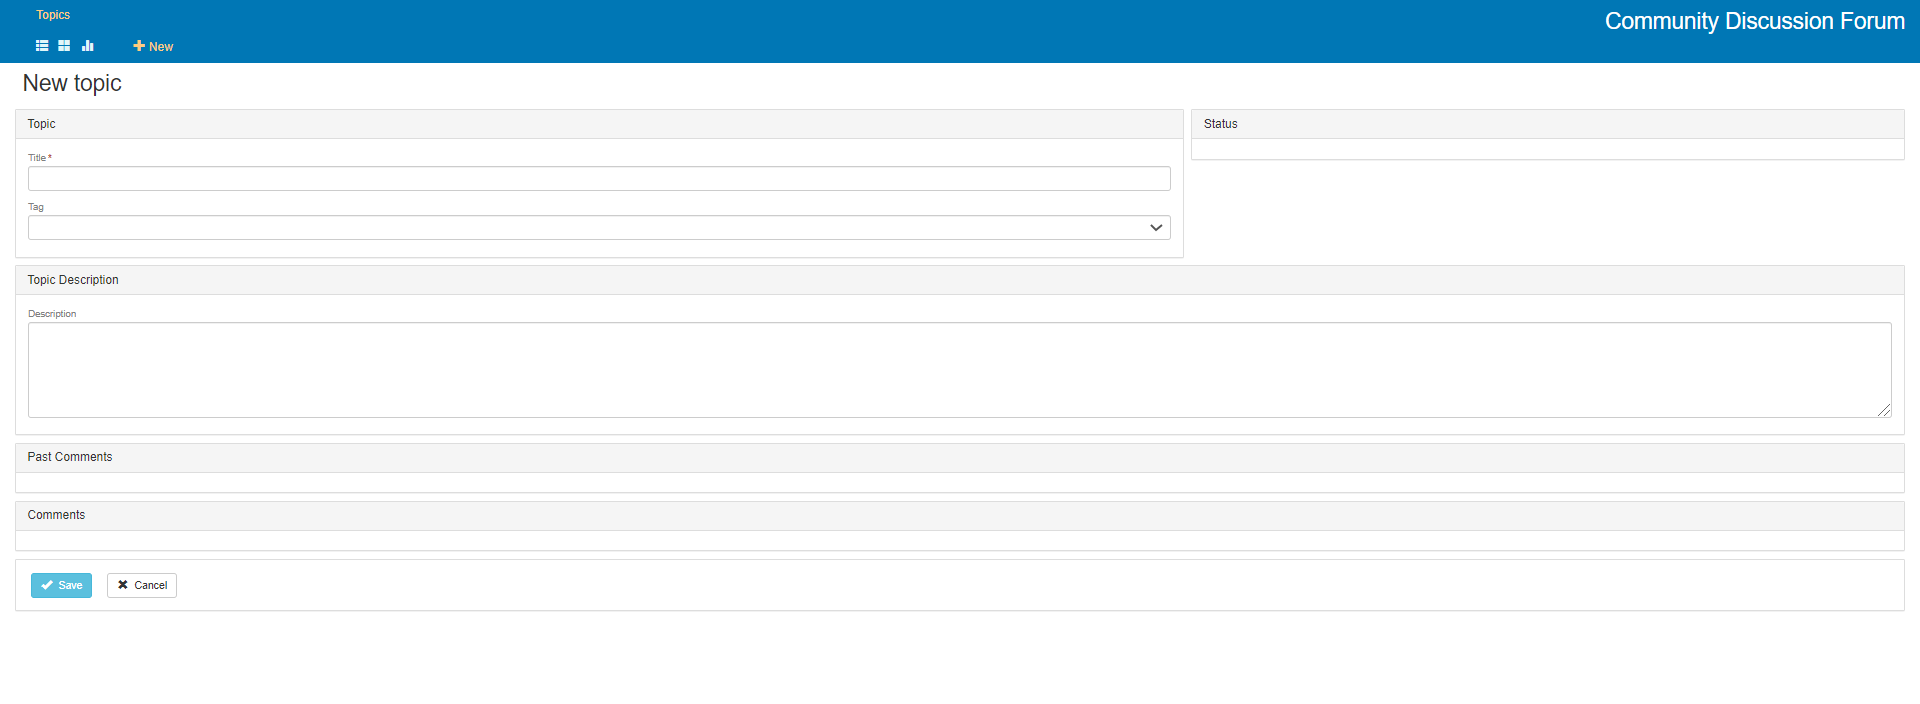 Topics
Community Discussion Forum
New
New topic
Topic
Status
Title *
Tag
Topic Description
Description
Past Comments
Comments
Save
Cancel